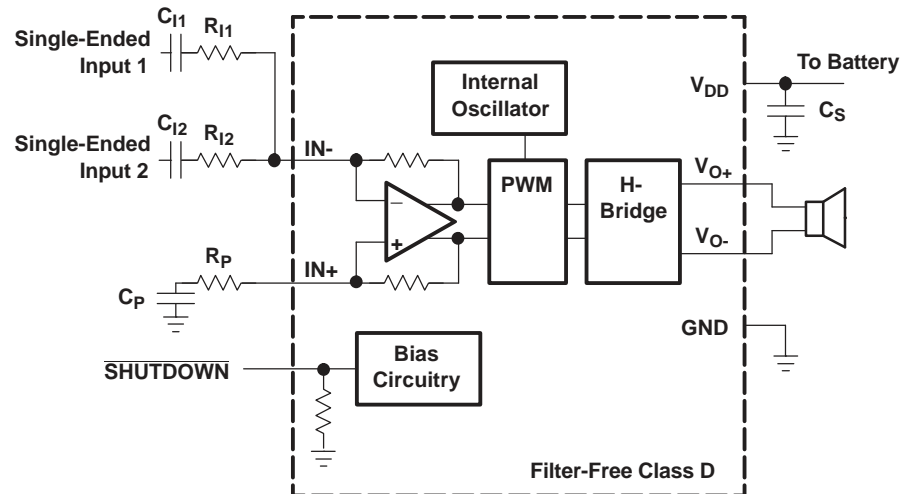 C_I1
R_I1
Single-Ended
Input 1
C_I2
R_I2
Single-Ended
Input 2
Internal
Oscillator
V_DD
To Battery
C_S
IN-
PWM
H-
Bridge
V_O+
V_O-
−
+
R_P
IN+
C_P
GND
SHUTDOWN
Bias
Circuitry
Filter-Free Class D